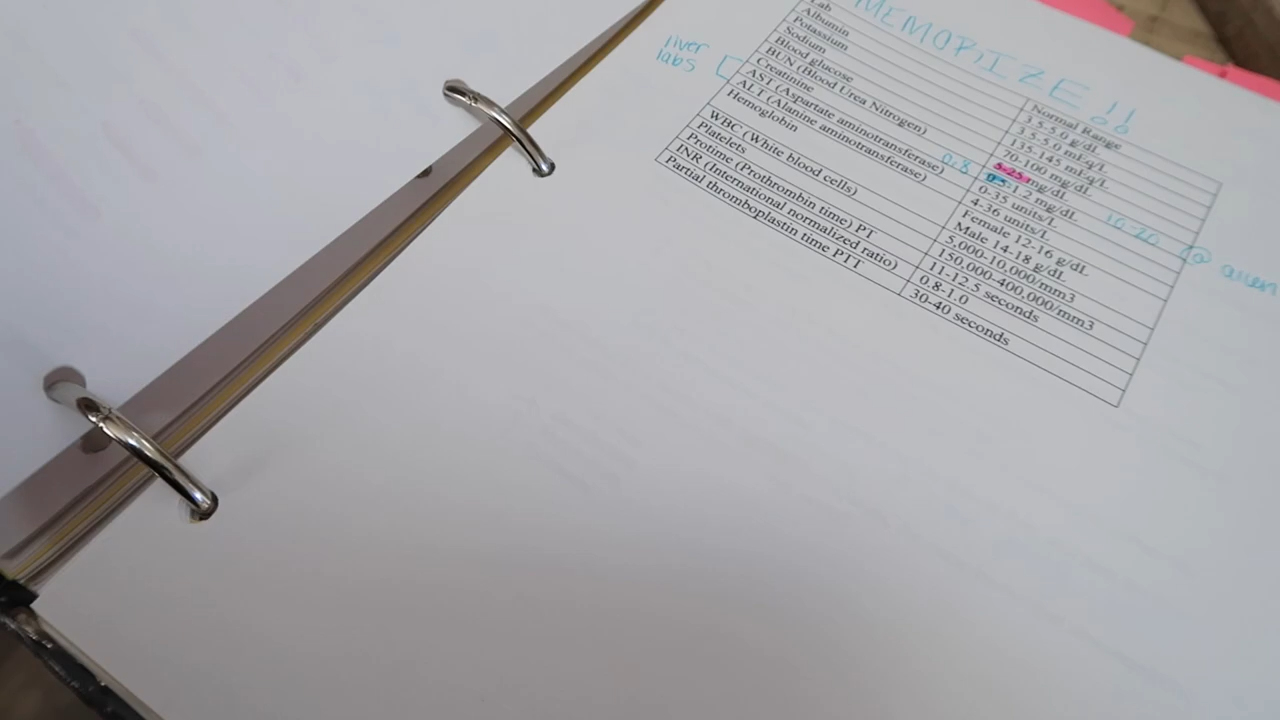 MEMORIZE!!
liver
labs
Lab Normal Range
Albumin 3.5-5.0 g/dL
Potassium 3.5-5.0 mEq/L
Sodium 135-145 mEq/L
Blood glucose 70-100 mg/dL
BUN (Blood Urea Nitrogen) 5-25 mg/dL 10-20 @ allen
Creatinine 0.8 0.5-1.2 mg/dL
AST (Aspartate aminotransferase) 0-35 units/L
ALT (Alanine aminotransferase) 4-36 units/L
Hemoglobin Female 12-16 g/dL
Male 14-18 g/dL
WBC (White blood cells) 5,000-10,000/mm3
Platelets 150,000-400,000/mm3
Protime (Prothrombin time) PT 11-12.5 seconds
INR (International normalized ratio) 0.8-1.0
Partial thromboplastin time PTT 30-40 seconds